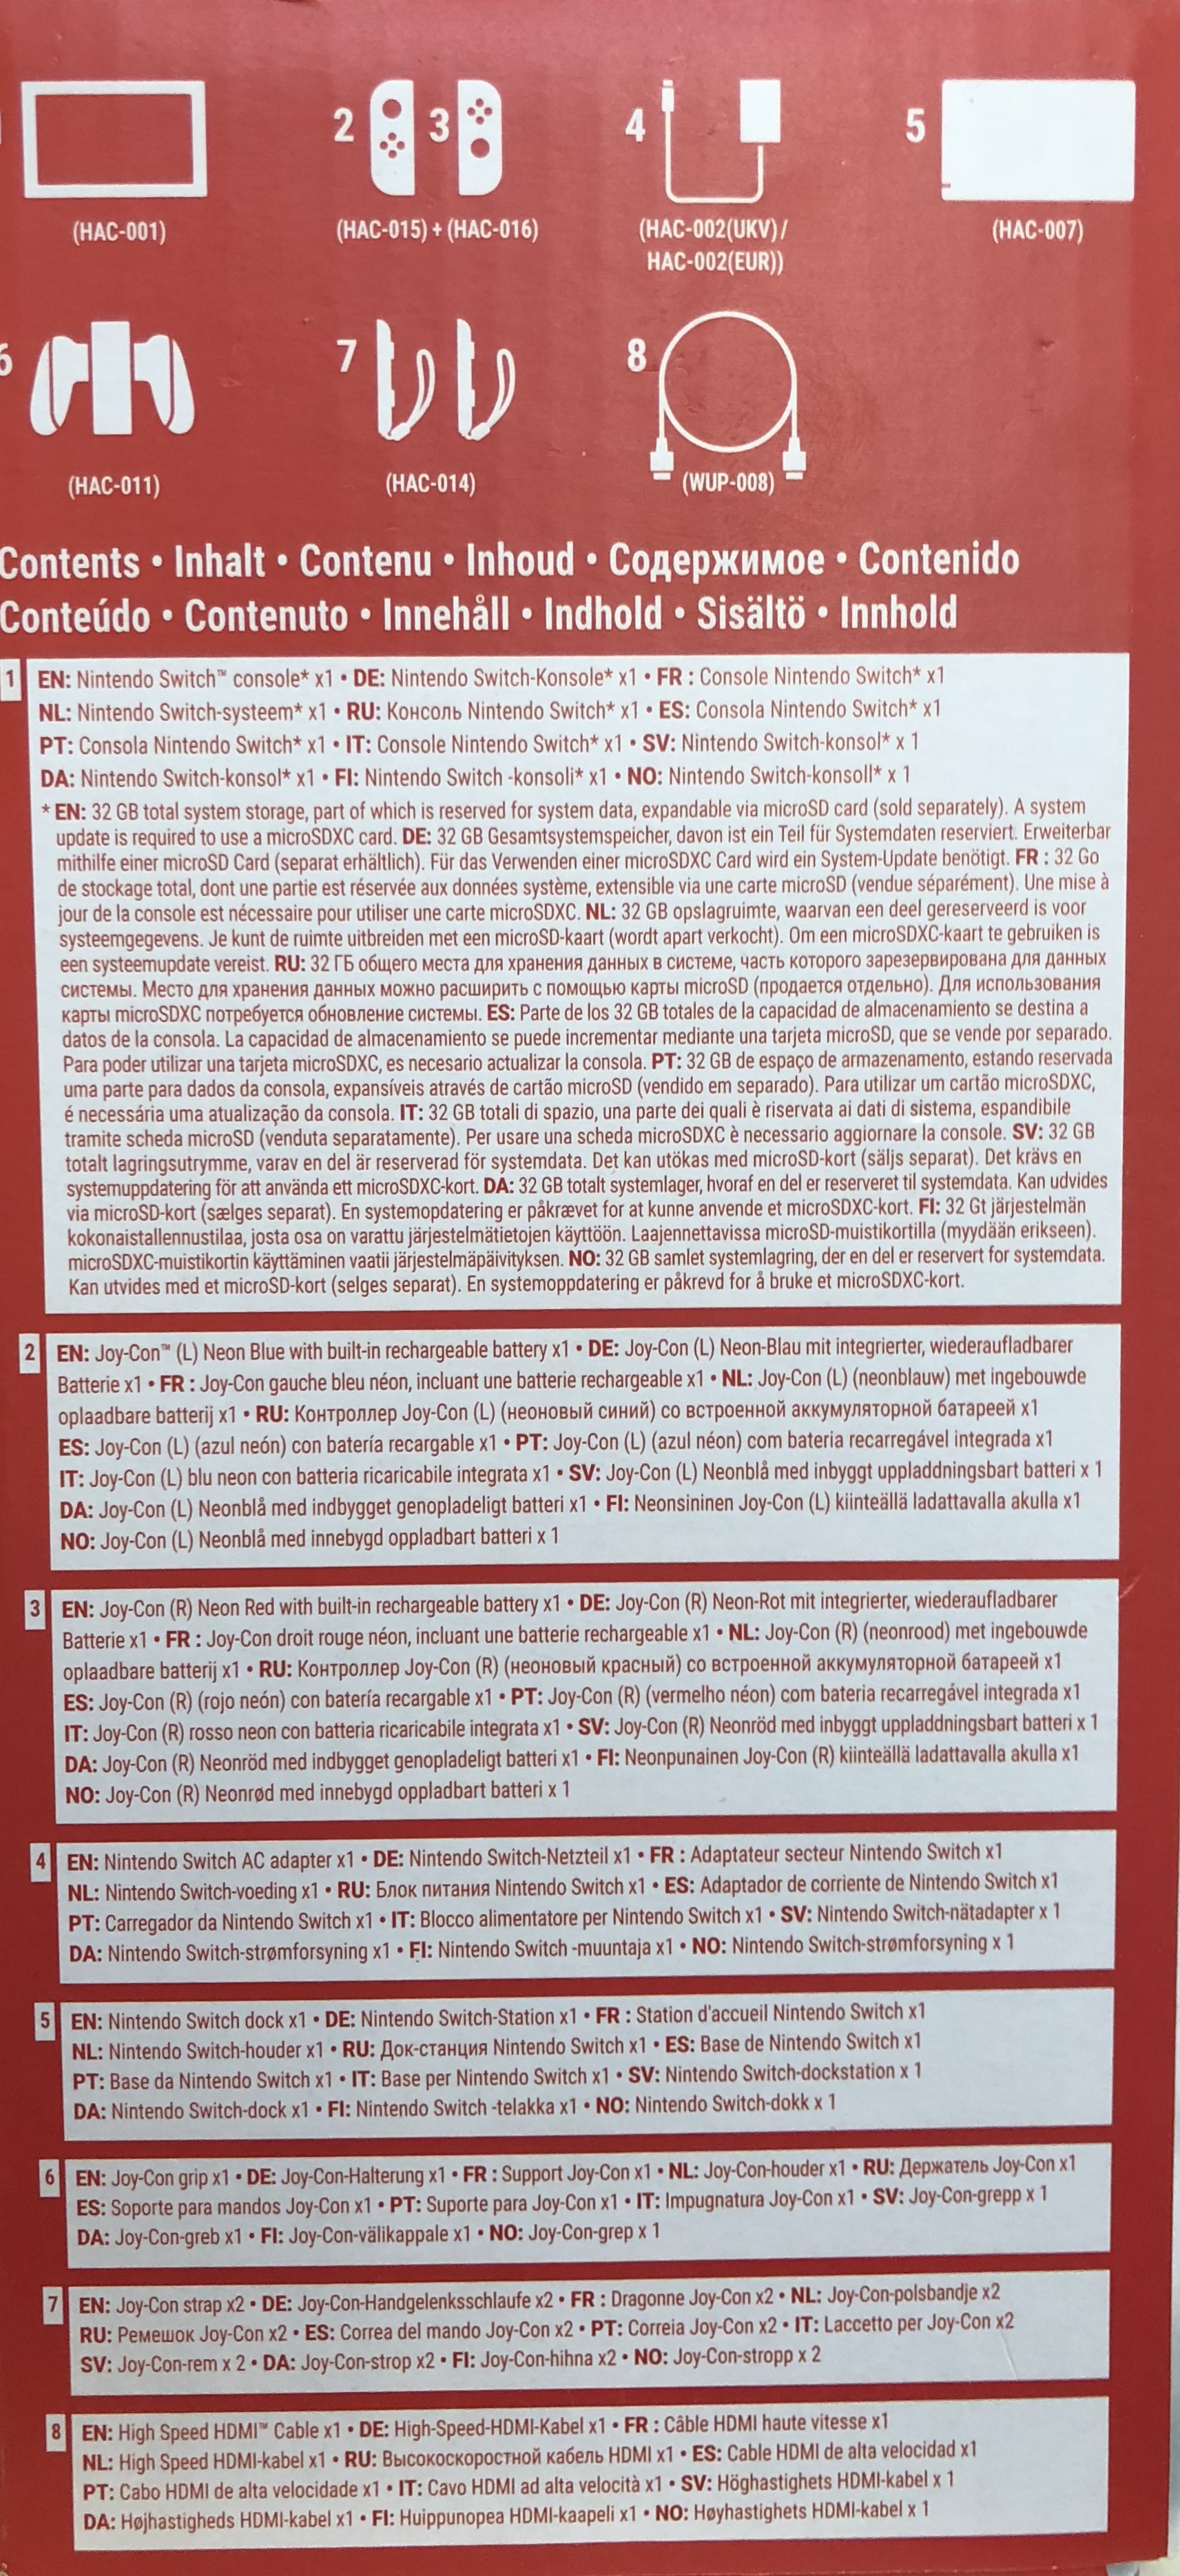 2 3 4 5
(HAC-001) (HAC-015) + (HAC-016) (HAC-002(UKV)/ (HAC-007)
HAC-002(EUR))
6 7 8
(HAC-011) (HAC-014) (WUP-008)
Contents • Inhalt • Contenu • Inhoud • Содержимое • Contenido
Conteúdo • Contenuto • Innehåll • Indhold • Sisältö • Innhold
1 EN: Nintendo Switch™ console* x1 • DE: Nintendo Switch-Konsole* x1 • FR : Console Nintendo Switch* x1
NL: Nintendo Switch-systeem* x1 • RU: Консоль Nintendo Switch* x1 • ES: Consola Nintendo Switch* x1
PT: Consola Nintendo Switch* x1 • IT: Console Nintendo Switch* x1 • SV: Nintendo Switch-konsol* x 1
DA: Nintendo Switch-konsol* x1 • FI: Nintendo Switch -konsoli* x1 • NO: Nintendo Switch-konsoll* x 1
* EN: 32 GB total system storage, part of which is reserved for system data, expandable via microSD card (sold separately). A system
update is required to use a microSDXC card. DE: 32 GB Gesamtsystemspeicher, davon ist ein Teil für Systemdaten reserviert. Erweiterbar
mithilfe einer microSD Card (separat erhältlich). Für das Verwenden einer microSDXC Card wird ein System-Update benötigt. FR : 32 Go
de stockage total, dont une partie est réservée aux données système, extensible via une carte microSD (vendue séparément). Une mise à
jour de la console est nécessaire pour utiliser une carte microSDXC. NL: 32 GB opslagruimte, waarvan een deel gereserveerd is voor
systeemgegevens. Je kunt de ruimte uitbreiden met een microSD-kaart (wordt apart verkocht). Om een microSDXC-kaart te gebruiken is
een systeemupdate vereist. RU: 32 ГБ общего места для хранения данных в системе, часть которого зарезервирована для данных
системы. Место для хранения данных можно расширить с помощью карты microSD (продается отдельно). Для использования
карты microSDXC потребуется обновление системы. ES: Parte de los 32 GB totales de la capacidad de almacenamiento se destina a
datos de la consola. La capacidad de almacenamiento se puede incrementar mediante una tarjeta microSD, que se vende por separado.
Para poder utilizar una tarjeta microSDXC, es necesario actualizar la consola. PT: 32 GB de espaço de armazenamento, estando reservada
uma parte para dados da consola, expansíveis através de cartão microSD (vendido em separado). Para utilizar um cartão microSDXC,
é necessária uma atualização da consola. IT: 32 GB totali di spazio, una parte dei quali è riservata ai dati di sistema, espandibile
tramite scheda microSD (venduta separatamente). Per usare una scheda microSDXC è necessario aggiornare la console. SV: 32 GB
totalt lagringsutrymme, varav en del är reserverad för systemdata. Det kan utökas med microSD-kort (säljs separat). Det krävs en
systemuppdatering för att använda ett microSDXC-kort. DA: 32 GB totalt systemlager, hvoraf en del er reserveret til systemdata. Kan udvides
via microSD-kort (sælges separat). En systemopdatering er påkrævet for at kunne anvende et microSDXC-kort. FI: 32 Gt järjestelmän
kokonaistallennustilaa, josta osa on varattu järjestelmätietojen käyttöön. Laajennettavissa microSD-muistikortilla (myydään erikseen).
microSDXC-muistikortin käyttäminen vaatii järjestelmäpäivityksen. NO: 32 GB samlet systemlagring, der en del er reservert for systemdata.
Kan utvides med et microSD-kort (selges separat). En systemoppdatering er påkrevd for å bruke et microSDXC-kort.
2 EN: Joy-Con™ (L) Neon Blue with built-in rechargeable battery x1 • DE: Joy-Con (L) Neon-Blau mit integrierter, wiederaufladbarer
Batterie x1 • FR : Joy-Con gauche bleu néon, incluant une batterie rechargeable x1 • NL: Joy-Con (L) (neonblauw) met ingebouwde
oplaadbare batterij x1 • RU: Контроллер Joy-Con (L) (неоновый синий) со встроенной аккумуляторной батареей x1
ES: Joy-Con (L) (azul neón) con batería recargable x1 • PT: Joy-Con (L) (azul néon) com bateria recarregável integrada x1
IT: Joy-Con (L) blu neon con batteria ricaricabile integrata x1 • SV: Joy-Con (L) Neonblå med inbyggt uppladdningsbart batteri x 1
DA: Joy-Con (L) Neonblå med indbygget genopladeligt batteri x1 • FI: Neonsininen Joy-Con (L) kiinteällä ladattavalla akulla x1
NO: Joy-Con (L) Neonblå med innebygd oppladbart batteri x 1
3 EN: Joy-Con (R) Neon Red with built-in rechargeable battery x1 • DE: Joy-Con (R) Neon-Rot mit integrierter, wiederaufladbarer
Batterie x1 • FR : Joy-Con droit rouge néon, incluant une batterie rechargeable x1 • NL: Joy-Con (R) (neonrood) met ingebouwde
oplaadbare batterij x1 • RU: Контроллер Joy-Con (R) (неоновый красный) со встроенной аккумуляторной батареей x1
ES: Joy-Con (R) (rojo neón) con batería recargable x1 • PT: Joy-Con (R) (vermelho néon) com bateria recarregável integrada x1
IT: Joy-Con (R) rosso neon con batteria ricaricabile integrata x1 • SV: Joy-Con (R) Neonröd med inbyggt uppladdningsbart batteri x 1
DA: Joy-Con (R) Neonröd med indbygget genopladeligt batteri x1 • FI: Neonpunainen Joy-Con (R) kiinteällä ladattavalla akulla x1
NO: Joy-Con (R) Neonrød med innebygd oppladbart batteri x 1
4 EN: Nintendo Switch AC adapter x1 • DE: Nintendo Switch-Netzteil x1 • FR : Adaptateur secteur Nintendo Switch x1
NL: Nintendo Switch-voeding x1 • RU: Блок питания Nintendo Switch x1 • ES: Adaptador de corriente de Nintendo Switch x1
PT: Carregador da Nintendo Switch x1 • IT: Blocco alimentatore per Nintendo Switch x1 • SV: Nintendo Switch-nätadapter x 1
DA: Nintendo Switch-strømforsyning x1 • FI: Nintendo Switch -muuntaja x1 • NO: Nintendo Switch-strømforsyning x 1
5 EN: Nintendo Switch dock x1 • DE: Nintendo Switch-Station x1 • FR : Station d'accueil Nintendo Switch x1
NL: Nintendo Switch-houder x1 • RU: Док-станция Nintendo Switch x1 • ES: Base de Nintendo Switch x1
PT: Base da Nintendo Switch x1 • IT: Base per Nintendo Switch x1 • SV: Nintendo Switch-dockstation x 1
DA: Nintendo Switch-dock x1 • FI: Nintendo Switch -telakka x1 • NO: Nintendo Switch-dokk x 1
6 EN: Joy-Con grip x1 • DE: Joy-Con-Halterung x1 • FR : Support Joy-Con x1 • NL: Joy-Con-houder x1 • RU: Держатель Joy-Con x1
ES: Soporte para mandos Joy-Con x1 • PT: Suporte para Joy-Con x1 • IT: Impugnatura Joy-Con x1 • SV: Joy-Con-grepp x 1
DA: Joy-Con-greb x1 • FI: Joy-Con-välikappale x1 • NO: Joy-Con-grep x 1
7 EN: Joy-Con strap x2 • DE: Joy-Con-Handgelenksschlaufe x2 • FR : Dragonne Joy-Con x2 • NL: Joy-Con-polsbandje x2
RU: Ремешок Joy-Con x2 • ES: Correa del mando Joy-Con x2 • PT: Correia Joy-Con x2 • IT: Laccetto per Joy-Con x2
SV: Joy-Con-rem x 2 • DA: Joy-Con-strop x2 • FI: Joy-Con-hihna x2 • NO: Joy-Con-stropp x 2
8 EN: High Speed HDMI™ Cable x1 • DE: High-Speed-HDMI-Kabel x1 • FR : Câble HDMI haute vitesse x1
NL: High Speed HDMI-kabel x1 • RU: Высокоскоростной кабель HDMI x1 • ES: Cable HDMI de alta velocidad x1
PT: Cabo HDMI de alta velocidade x1 • IT: Cavo HDMI ad alta velocità x1 • SV: Höghastighets HDMI-kabel x 1
DA: Højhastigheds HDMI-kabel x1 • FI: Huippunopea HDMI-kaapeli x1 • NO: Høyhastighets HDMI-kabel x 1